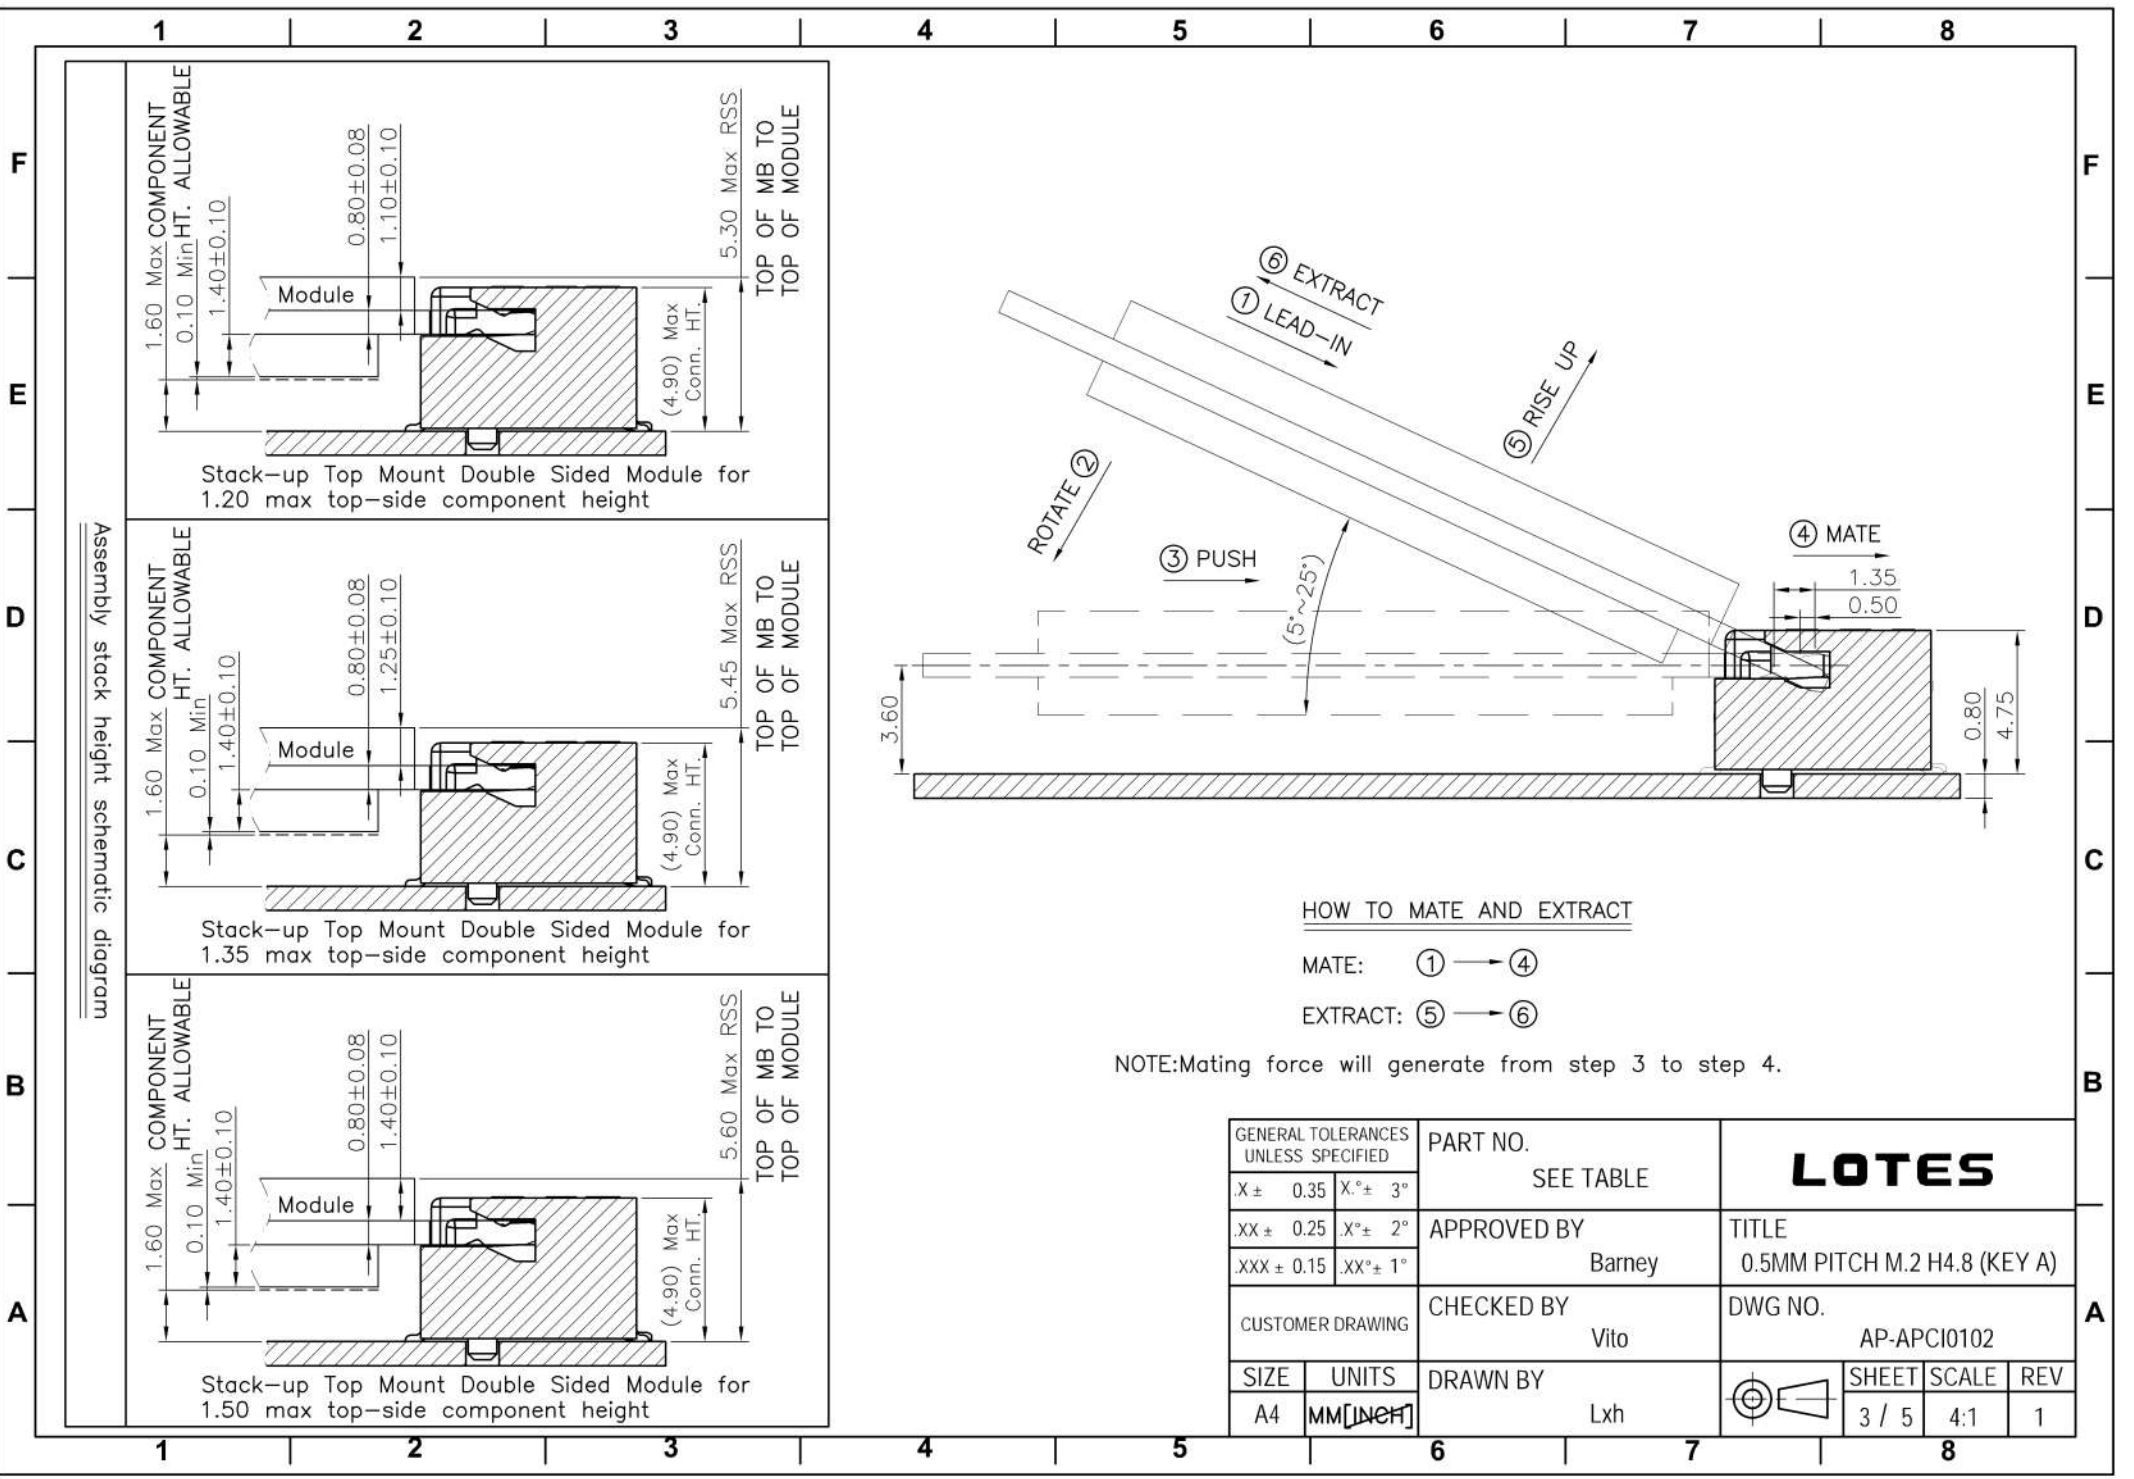 1 2 3 4 5 6 7 8
F
E
D
C
B
A
Assembly stack height schematic diagram
1.60 Max
COMPONENT
HT. ALLOWABLE
0.10 Min
1.40±0.10
0.80±0.08
1.10±0.10
Module
(4.90) Max
Conn. HT.
5.30 Max RSS
TOP OF MB TO
TOP OF MODULE
Stack-up Top Mount Double Sided Module for
1.20 max top-side component height
1.60 Max COMPONENT
HT. ALLOWABLE
0.10 Min
1.40±0.10
0.80±0.08
1.25±0.10
Module
(4.90) Max
Conn. HT.
5.45 Max RSS
TOP OF MB TO
TOP OF MODULE
Stack-up Top Mount Double Sided Module for
1.35 max top-side component height
1.60 Max COMPONENT
HT. ALLOWABLE
0.10 Min
1.40±0.10
0.80±0.08
1.40±0.10
Module
(4.90) Max
Conn. HT.
5.60 Max RSS
TOP OF MB TO
TOP OF MODULE
Stack-up Top Mount Double Sided Module for
1.50 max top-side component height
⑥ EXTRACT
① LEAD-IN
⑤ RISE UP
ROTATE ②
③ PUSH
(5°~25°)
④ MATE
1.35
0.50
3.60
0.80
4.75
HOW TO MATE AND EXTRACT
MATE: ① → ④
EXTRACT: ⑤ → ⑥
NOTE:Mating force will generate from step 3 to step 4.
GENERAL TOLERANCES
UNLESS SPECIFIED
.X ± 0.35 X.°± 3°
.XX ± 0.25 .X°± 2°
.XXX ± 0.15 .XX°± 1°
CUSTOMER DRAWING
SIZE UNITS
A4 MM[INCH]
PART NO.
SEE TABLE
APPROVED BY
Barney
CHECKED BY
Vito
DRAWN BY
Lxh
LOTES
TITLE
0.5MM PITCH M.2 H4.8 (KEY A)
DWG NO.
AP-APCI0102
SHEET SCALE REV
3 / 5 4:1 1
F
E
D
C
B
A
1 2 3 4 5 6 7 8